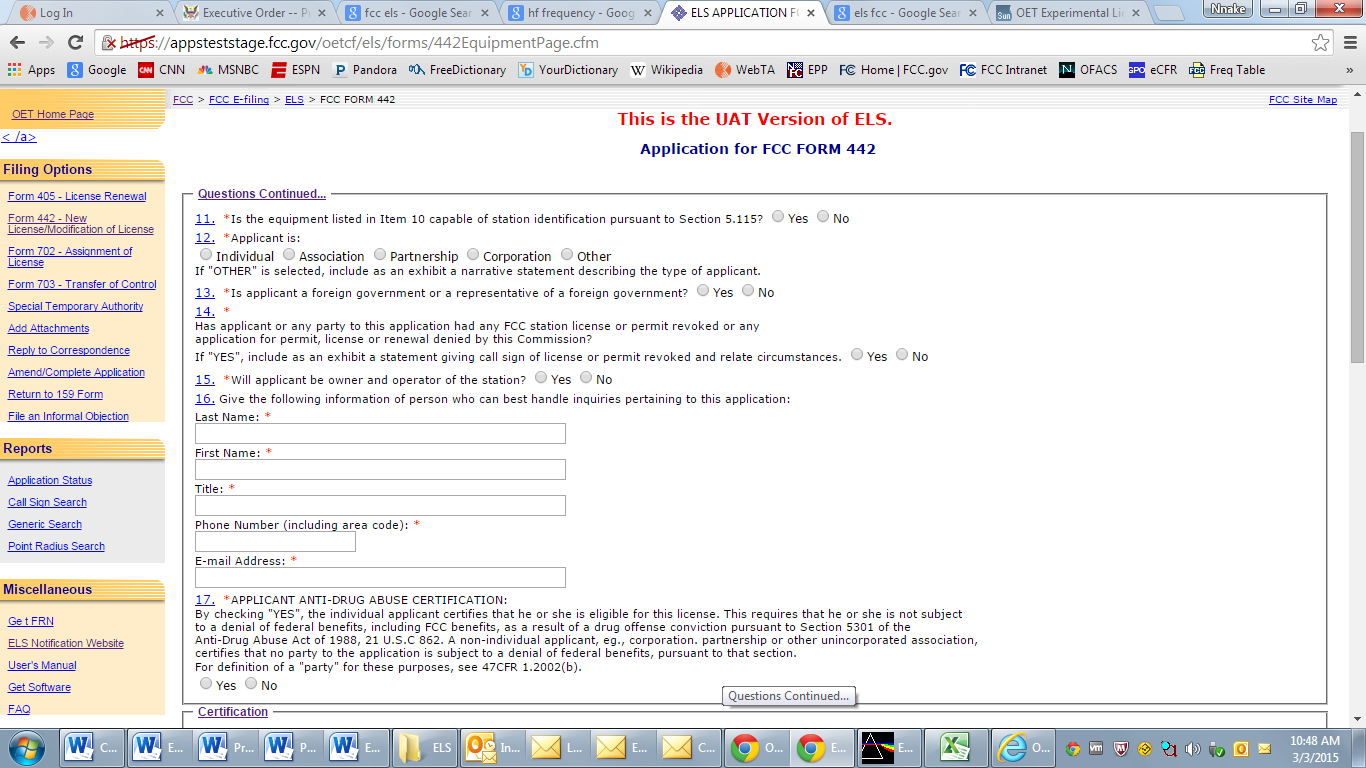 Log In
Executive Order -- Pr
fcc els - Google Sear
hf frequency - Goog
ELS APPLICATION FO
els fcc - Google Sear
Sun OET Experimental Li
Nnake
https://appsteststage.fcc.gov/oetcf/els/forms/442EquipmentPage.cfm
Apps Google CNN CNN MSNBC ESPN P Pandora FreeDictionary YD YourDictionary W Wikipedia WebTA EPP FC Home | FCC.gov FC FCC Intranet N OFACS GPO eCFR Freq Table »
OET Home Page
< /a>
Filing Options
Form 405 - License Renewal
Form 442 - New
License/Modification of License
Form 702 - Assignment of
License
Form 703 - Transfer of Control
Special Temporary Authority
Add Attachments
Reply to Correspondence
Amend/Complete Application
Return to 159 Form
File an Informal Objection
Reports
Application Status
Call Sign Search
Generic Search
Point Radius Search
Miscellaneous
Ge t FRN
ELS Notification Website
User's Manual
Get Software
FAQ
FCC > FCC E-filing > ELS > FCC FORM 442
FCC Site Map
This is the UAT Version of ELS.
Application for FCC FORM 442
Questions Continued...
11. *Is the equipment listed in Item 10 capable of station identification pursuant to Section 5.115? Yes No
12. *Applicant is:
Individual Association Partnership Corporation Other
If "OTHER" is selected, include as an exhibit a narrative statement describing the type of applicant.
13. *Is applicant a foreign government or a representative of a foreign government? Yes No
14. *
Has applicant or any party to this application had any FCC station license or permit revoked or any
application for permit, license or renewal denied by this Commission?
If "YES", include as an exhibit a statement giving call sign of license or permit revoked and relate circumstances. Yes No
15. *Will applicant be owner and operator of the station? Yes No
16. Give the following information of person who can best handle inquiries pertaining to this application:
Last Name: *
First Name: *
Title: *
Phone Number (including area code): *
E-mail Address: *
17. *APPLICANT ANTI-DRUG ABUSE CERTIFICATION:
By checking "YES", the individual applicant certifies that he or she is eligible for this license. This requires that he or she is not subject
to a denial of federal benefits, including FCC benefits, as a result of a drug offense conviction pursuant to Section 5301 of the
Anti-Drug Abuse Act of 1988, 21 U.S.C 862. A non-individual applicant, eg., corporation. partnership or other unincorporated association,
certifies that no party to the application is subject to a denial of federal benefits, pursuant to that section.
For definition of a "party" for these purposes, see 47CFR 1.2002(b).
Yes No
Questions Continued...
Certification
C... E... Pr... P... E... ELS In... L... E... C... O... E... E... O...
10:48 AM
3/3/2015